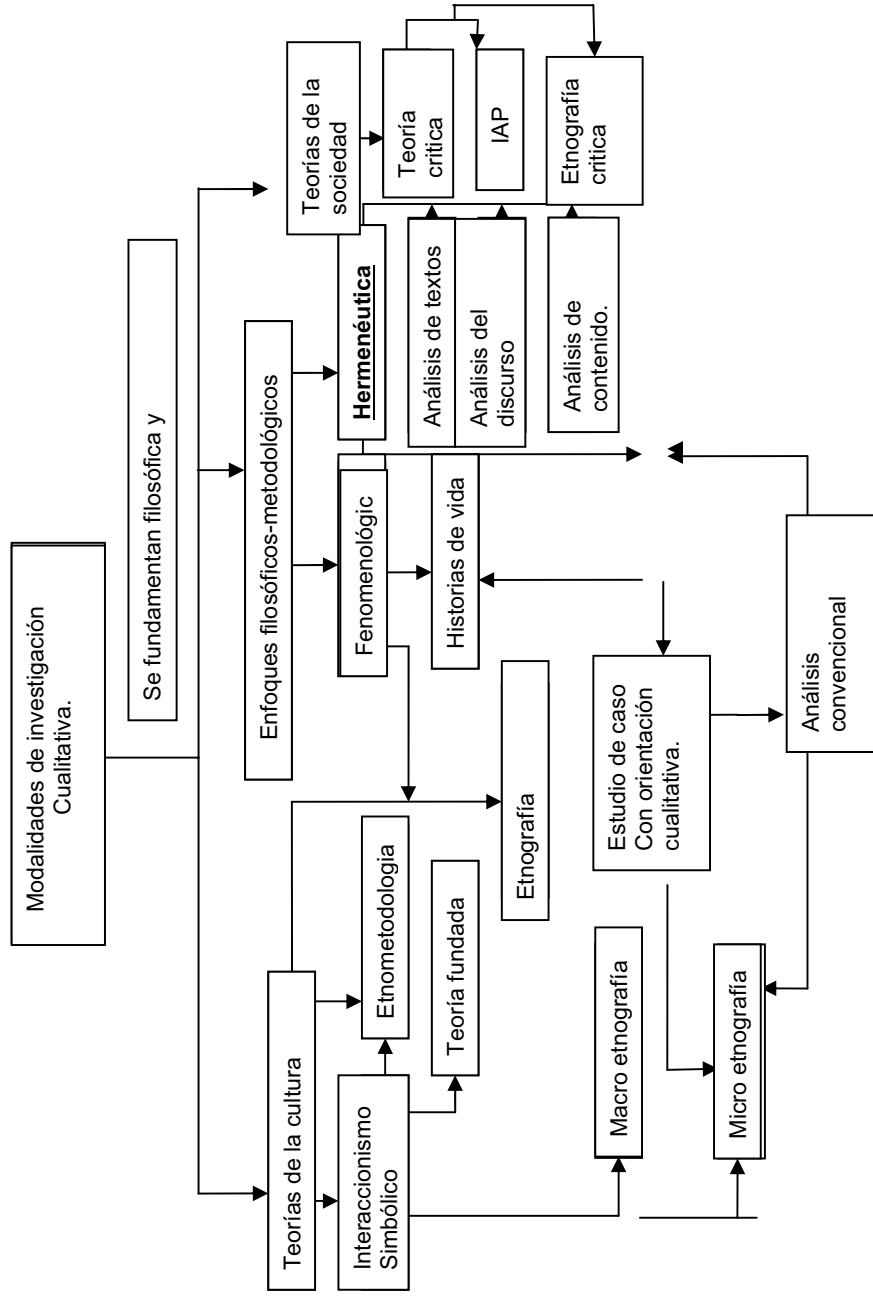 Modalidades de investigación
Cualitativa.
Se fundamentan filosófica y
Teorías de la cultura
Enfoques filosóficos-metodológicos
Teorías de la
sociedad
Interaccionismo
Simbólico
Etnometodologia
Fenomenológic
Hermenéutica
Teoría
critica
Teoría fundada
Historias de vida
Análisis de textos
Análisis del
discurso
IAP
Etnografía
Análisis de
contenido.
Etnografía
critica
Macro etnografía
Estudio de caso
Con orientación
cualitativa.
Micro etnografía
Análisis
convencional